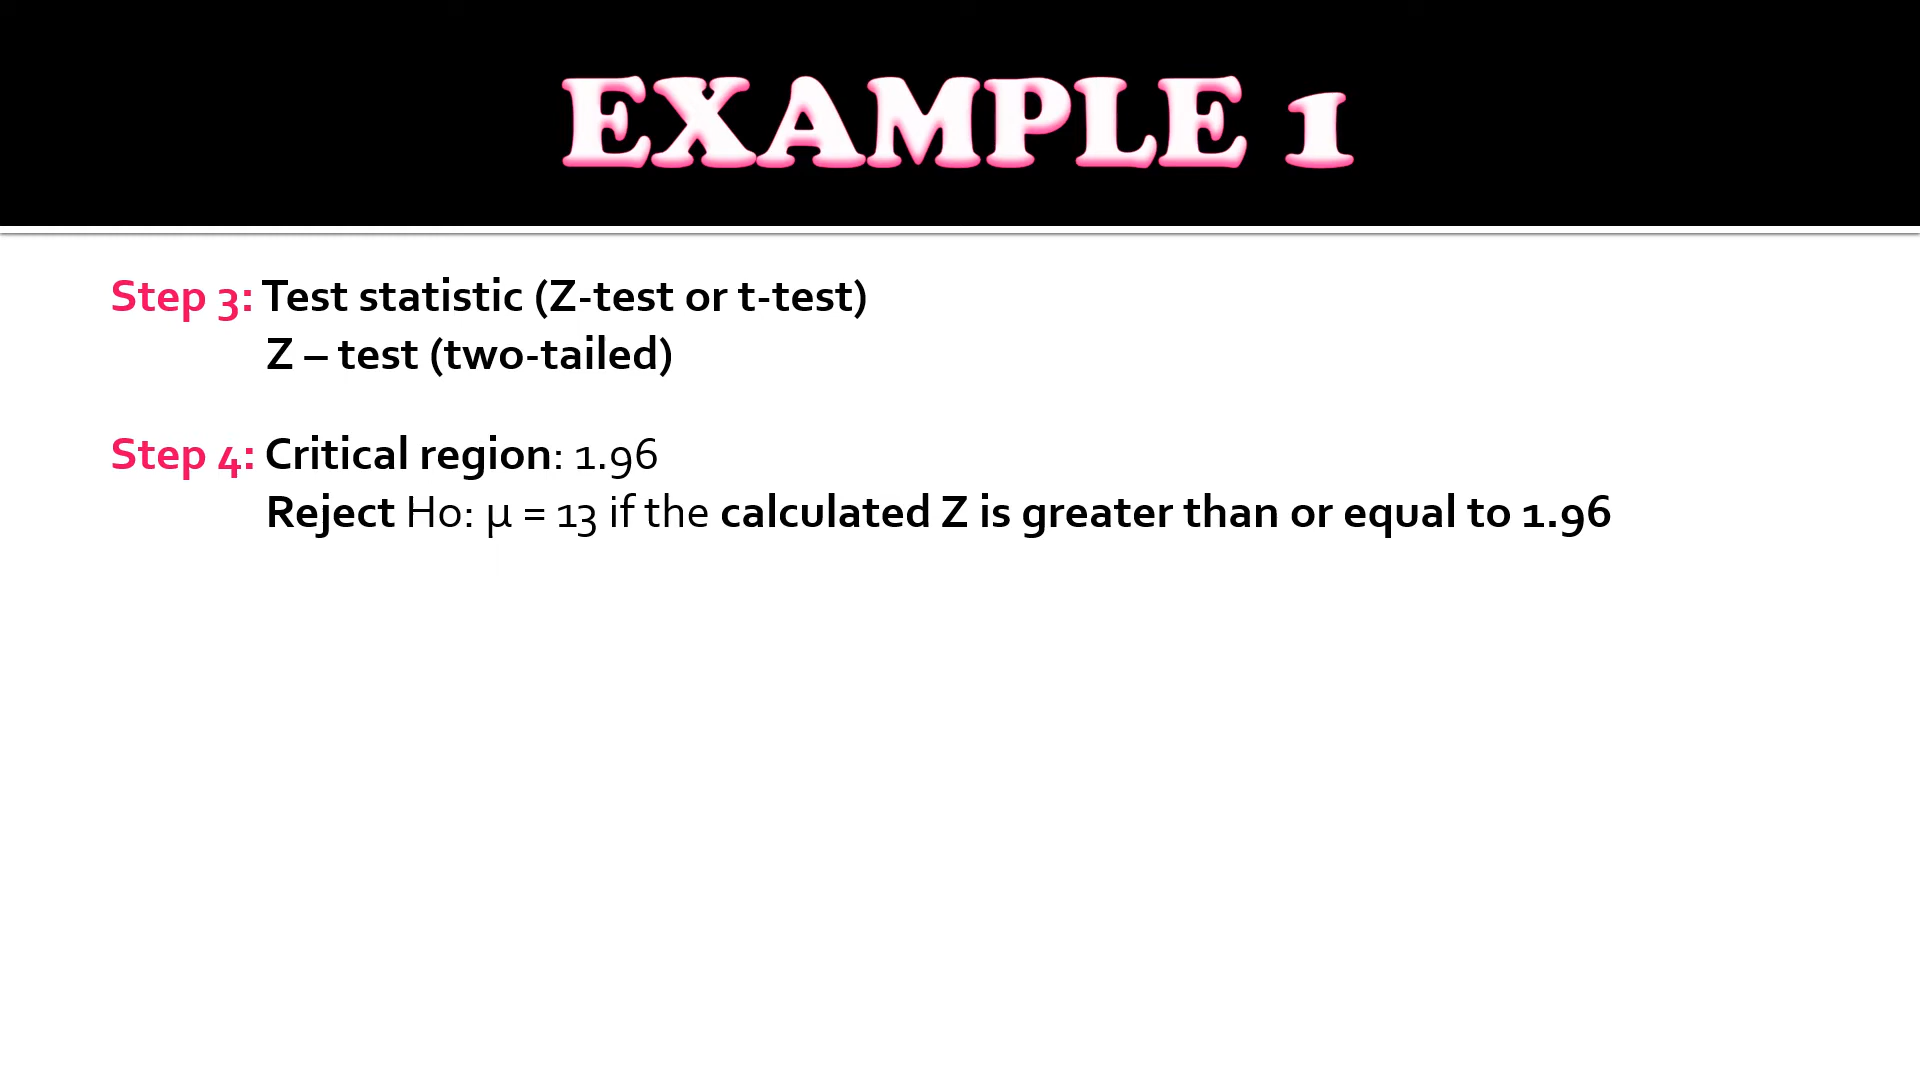 EXAMPLE 1
Step 3: Test statistic (Z-test or t-test)
Z – test (two-tailed)
Step 4: Critical region: 1.96
Reject Ho: μ = 13 if the calculated Z is greater than or equal to 1.96